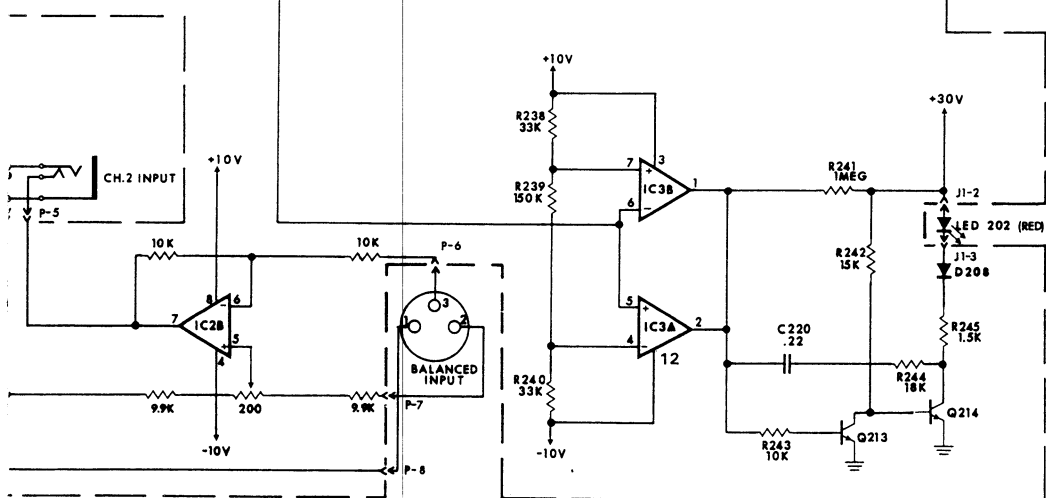 +10V
R238
33K
+30V
7
3
+
IC3B
1
R241
1MEG
CH.2 INPUT
+10V
R239
150K
6
−
J1-2
P-5
LED 202 (RED)
10K
10K
P-6
R242
15K
J1-3
D208
8
6
−
3
7
IC2B
1
2
5
+
IC3A
2
+
5
4
4
−
C220
.22
R245
1.5K
BALANCED
INPUT
12
R240
33K
R244
18K
9.9K
200
9.9K
P-7
Q214
-10V
-10V
R243
10K
Q213
P-8